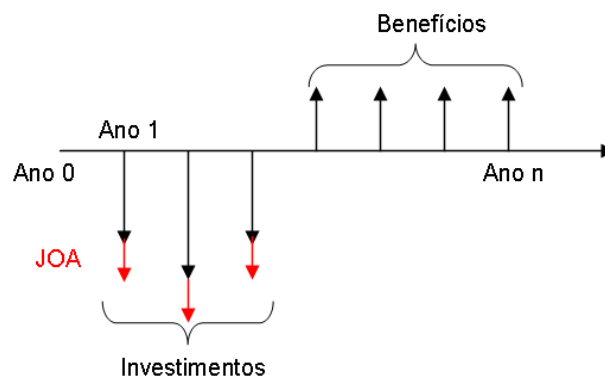 Benefícios
Ano 1
Ano 0
Ano n
JOA
Investimentos